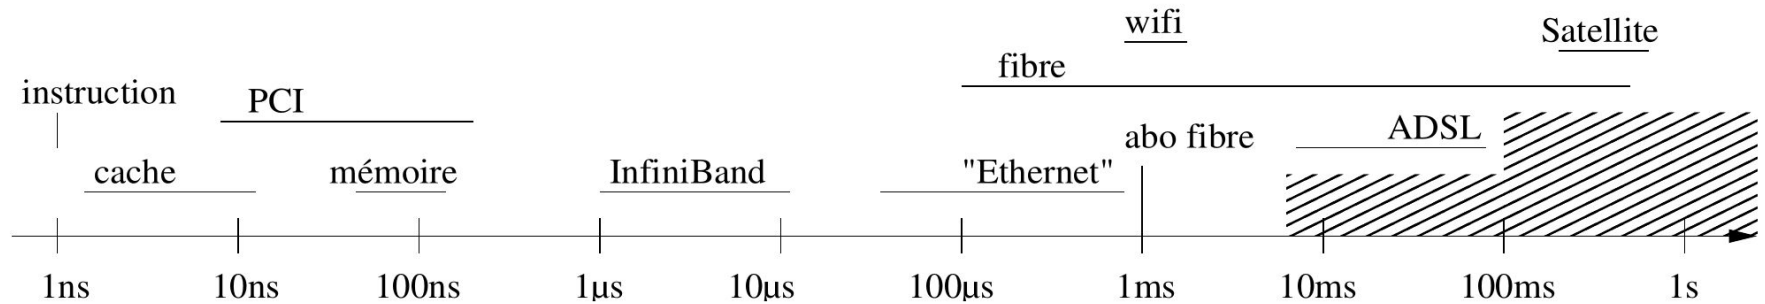 wifi
Satellite
fibre
instruction
PCI
abo fibre
ADSL
cache
mémoire
InfiniBand
"Ethernet"
1ns
10ns
100ns
1µs
10µs
100µs
1ms
10ms
100ms
1s